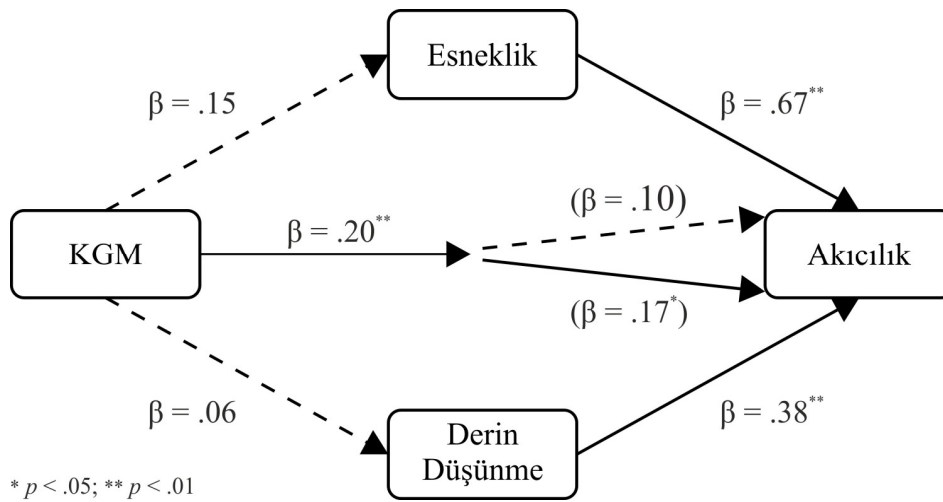 Esneklik
β = .15
β = .67**
(β = .10)
KGM
β = .20**
Akıcılık
(β = .17*)
β = .06
β = .38**
Derin
Düşünme
* p < .05; ** p < .01